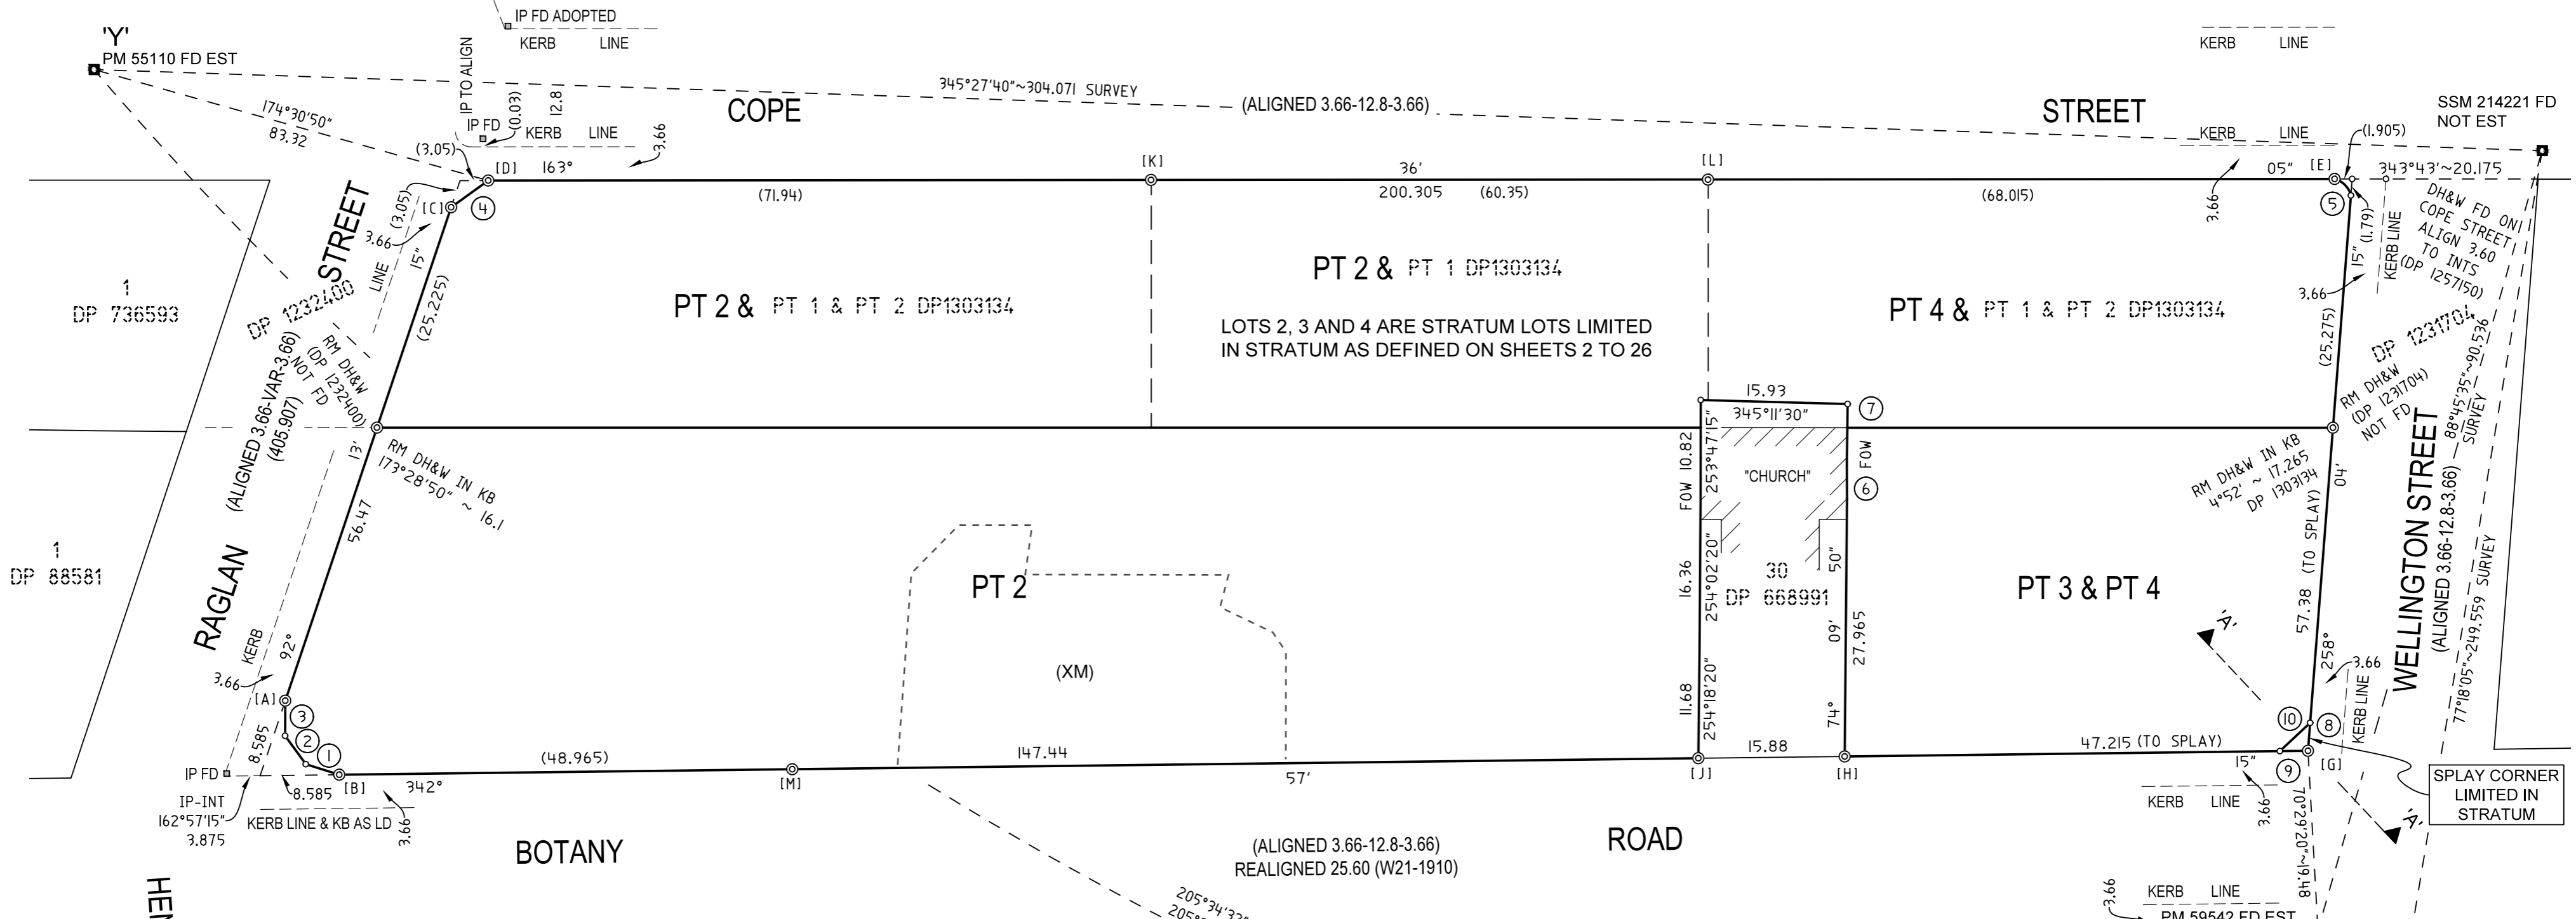 IP FD ADOPTED
KERB LINE
'Y'
PM 55110 FD EST
IP TO ALIGN
KERB LINE
345°27'40"~304.071 SURVEY
COPE
(ALIGNED 3.66-12.8-3.66)
STREET
SSM 214221 FD
NOT EST
174°30'50"
83.32
IP FD
(0.03)
12.8
KERB LINE
3.66
KERB LINE
(1.905)
(3.05)
[D]
163°
[K]
36'
[L]
05"
[E]
343°43'~20.175
(3.05)
[C]
4
(71.94)
200.305
(60.35)
(68.015)
3.66
5
(1.79)
DH&W FD ON
COPE STREET
ALIGN 3.60
TO INTS
(DP 1257150)
STREET
3.66
15"
LINE
(25.225)
15"
KERB LINE
3.66
(25.275)
1
DP 736593
DP 1232400
PT 2 & PT 1 & PT 2 DP1303134
PT 2 & PT 1 DP1303134
PT 4 & PT 1 & PT 2 DP1303134
LOTS 2, 3 AND 4 ARE STRATUM LOTS LIMITED
IN STRATUM AS DEFINED ON SHEETS 2 TO 26
DP 1231704
88°45'35"~90.536
SURVEY
RM DH&W
(DP 1232400)
NOT FD
RM DH&W
(DP 1231704)
NOT FD
(ALIGNED 3.66-VAR-3.66)
(405.907)
15.93
345°11'30"
7
13'
RM DH&W IN KB
173°28'50" ~ 16.1
FOW 10.82
253°47'15"
"CHURCH"
FOW
6
RM DH&W IN KB
4°52' ~ 17.265
DP 1303134
04'
56.47
1
DP 88581
RAGLAN
KERB
92°
PT 2
(XM)
16.36
254°02'20"
50"
30
DP 668991
09'
27.965
PT 3 & PT 4
57.38 (TO SPLAY)
WELLINGTON STREET
(ALIGNED 3.66-12.8-3.66)
77°18'05"~249.559 SURVEY
'A'
258°
3.66
KERB LINE
3.66
[A]
3
2
1
8.585
11.68
254°18'20"
74°
10
8
IP FD
8.585
[B]
342°
(48.965)
[M]
147.44
57'
15.88
[J]
[H]
47.215 (TO SPLAY)
15"
9
[G]
SPLAY CORNER
LIMITED IN
STRATUM
IP-INT
162°57'15"
3.875
KERB LINE & KB AS LD
3.66
KERB LINE
3.66
70°29'20"~19.48
'A'
BOTANY
(ALIGNED 3.66-12.8-3.66)
REALIGNED 25.60 (W21-1910)
ROAD
HEN
205°34'33"
205°
3.66
KERB LINE
PM 59542 FD EST